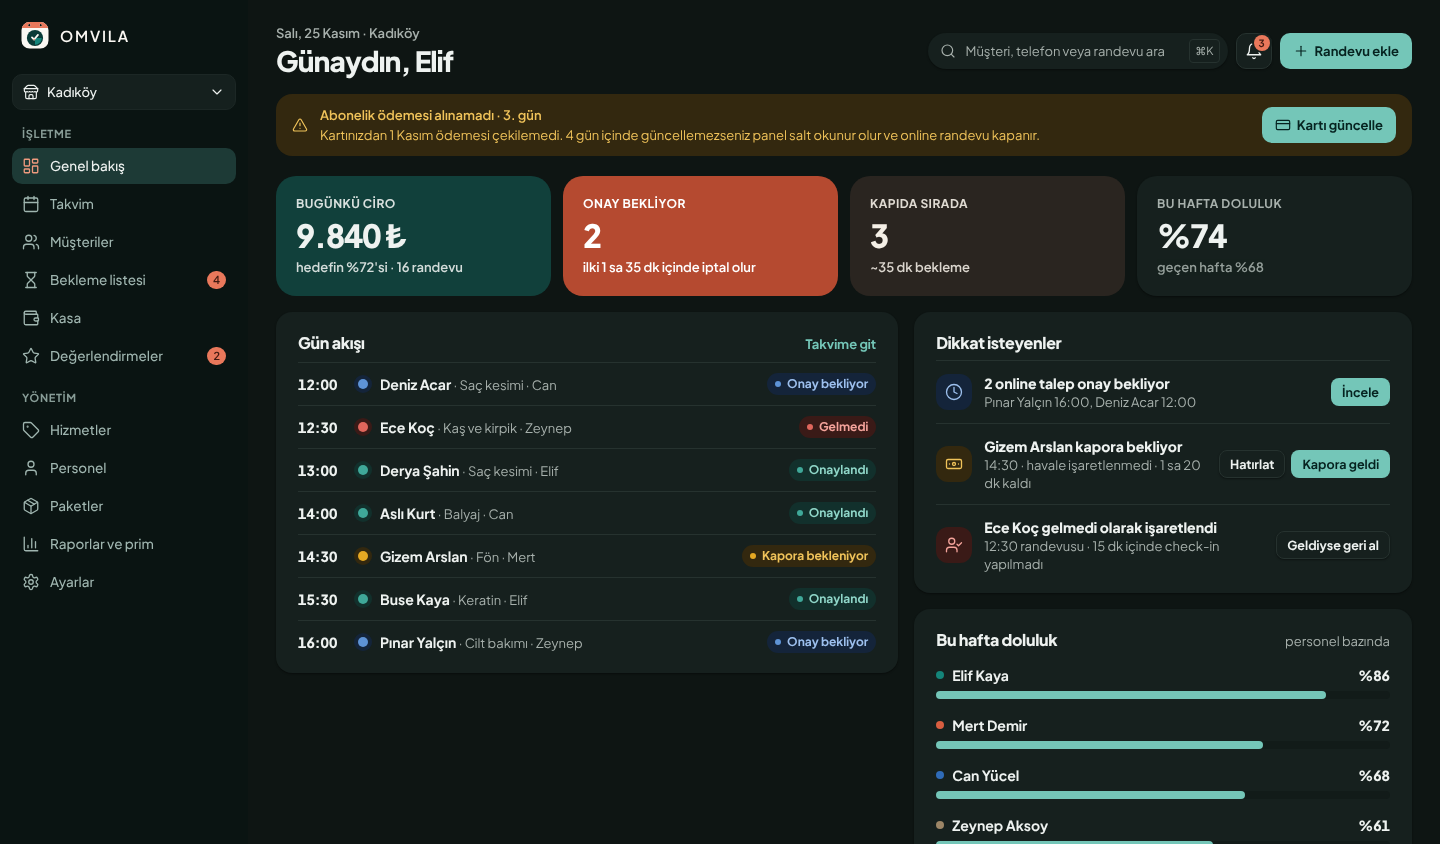 OMVILA
Kadıköy
İŞLETME
Genel bakış
Takvim
Müşteriler
Bekleme listesi 4
Kasa
Değerlendirmeler 2
YÖNETİM
Hizmetler
Personel
Paketler
Raporlar ve prim
Ayarlar
Salı, 25 Kasım · Kadıköy
Günaydın, Elif
Müşteri, telefon veya randevu ara ⌘K
3
Randevu ekle
Abonelik ödemesi alınamadı · 3. gün
Kartınızdan 1 Kasım ödemesi çekilemedi. 4 gün içinde güncellemezseniz panel salt okunur olur ve online randevu kapanır.
Kartı güncelle
BUGÜNKÜ CİRO
9.840 ₺
hedefin %72'si · 16 randevu
ONAY BEKLİYOR
2
ilki 1 sa 35 dk içinde iptal olur
KAPIDA SIRADA
3
~35 dk bekleme
BU HAFTA DOLULUK
%74
geçen hafta %68
Gün akışı Takvime git
12:00 Deniz Acar · Saç kesimi · Can Onay bekliyor
12:30 Ece Koç · Kaş ve kirpik · Zeynep Gelmedi
13:00 Derya Şahin · Saç kesimi · Elif Onaylandı
14:00 Aslı Kurt · Balyaj · Can Onaylandı
14:30 Gizem Arslan · Fön · Mert Kapora bekleniyor
15:30 Buse Kaya · Keratin · Elif Onaylandı
16:00 Pınar Yalçın · Cilt bakımı · Zeynep Onay bekliyor
Dikkat isteyenler
2 online talep onay bekliyor
Pınar Yalçın 16:00, Deniz Acar 12:00
İncele
Gizem Arslan kapora bekliyor
14:30 · havale işaretlenmedi · 1 sa 20
dk kaldı
Hatırlat Kapora geldi
Ece Koç gelmedi olarak işaretlendi
12:30 randevusu · 15 dk içinde check-in
yapılmadı
Geldiyse geri al
Bu hafta doluluk personel bazında
Elif Kaya %86
Mert Demir %72
Can Yücel %68
Zeynep Aksoy %61